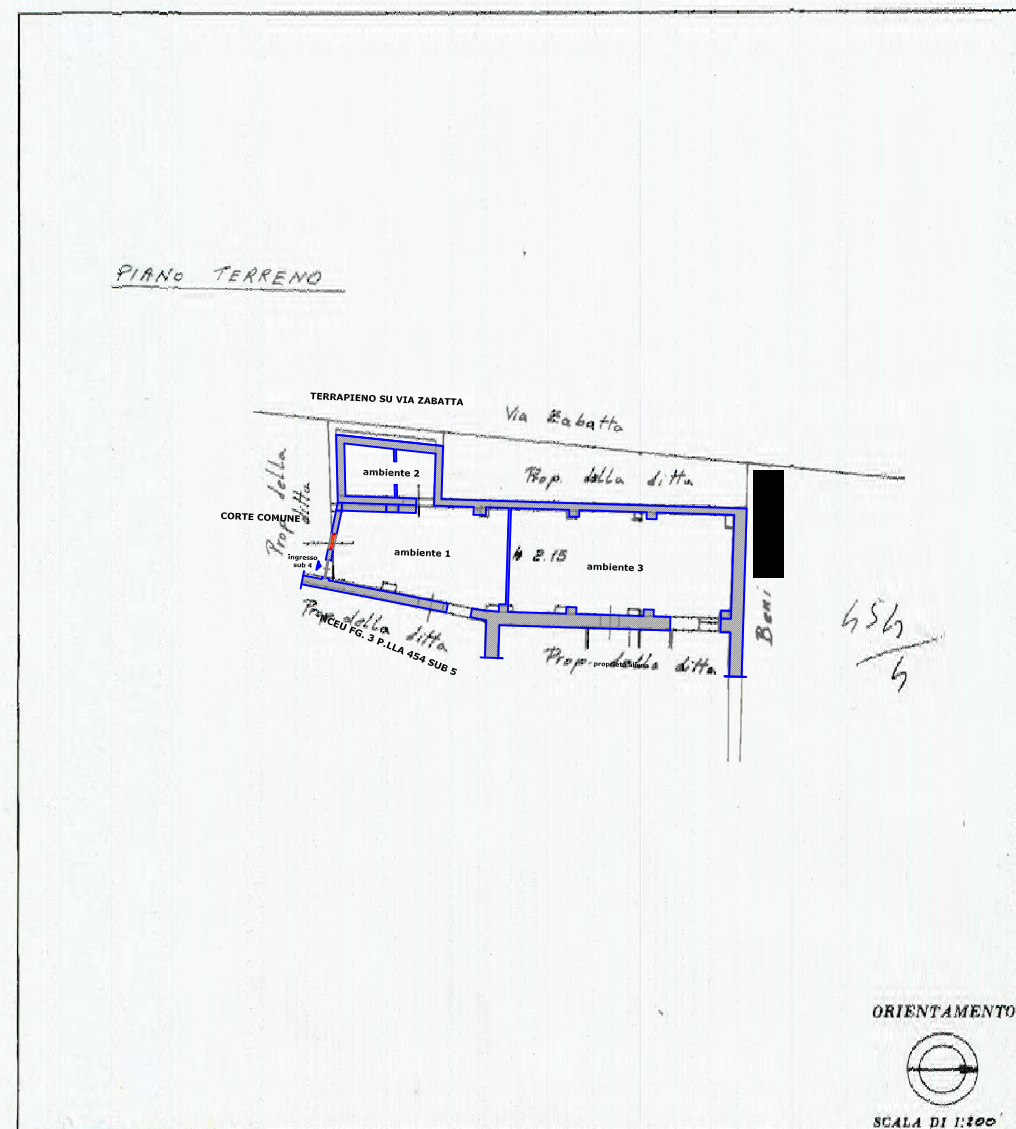 PIANO TERRENO
TERRAPIENO SU VIA ZABATTA
Via Zabatta
Prop. della ditta
ambiente 2
Prop. della ditta
CORTE COMUNE
ingresso
sub 4
ambiente 1
H 2.15
ambiente 3
Prop. della ditta
NCEU FG. 3 P.LLA 454 SUB 5
Prop. della ditta
Beni
454
4
ORIENTAMENTO
SCALA DI 1:200